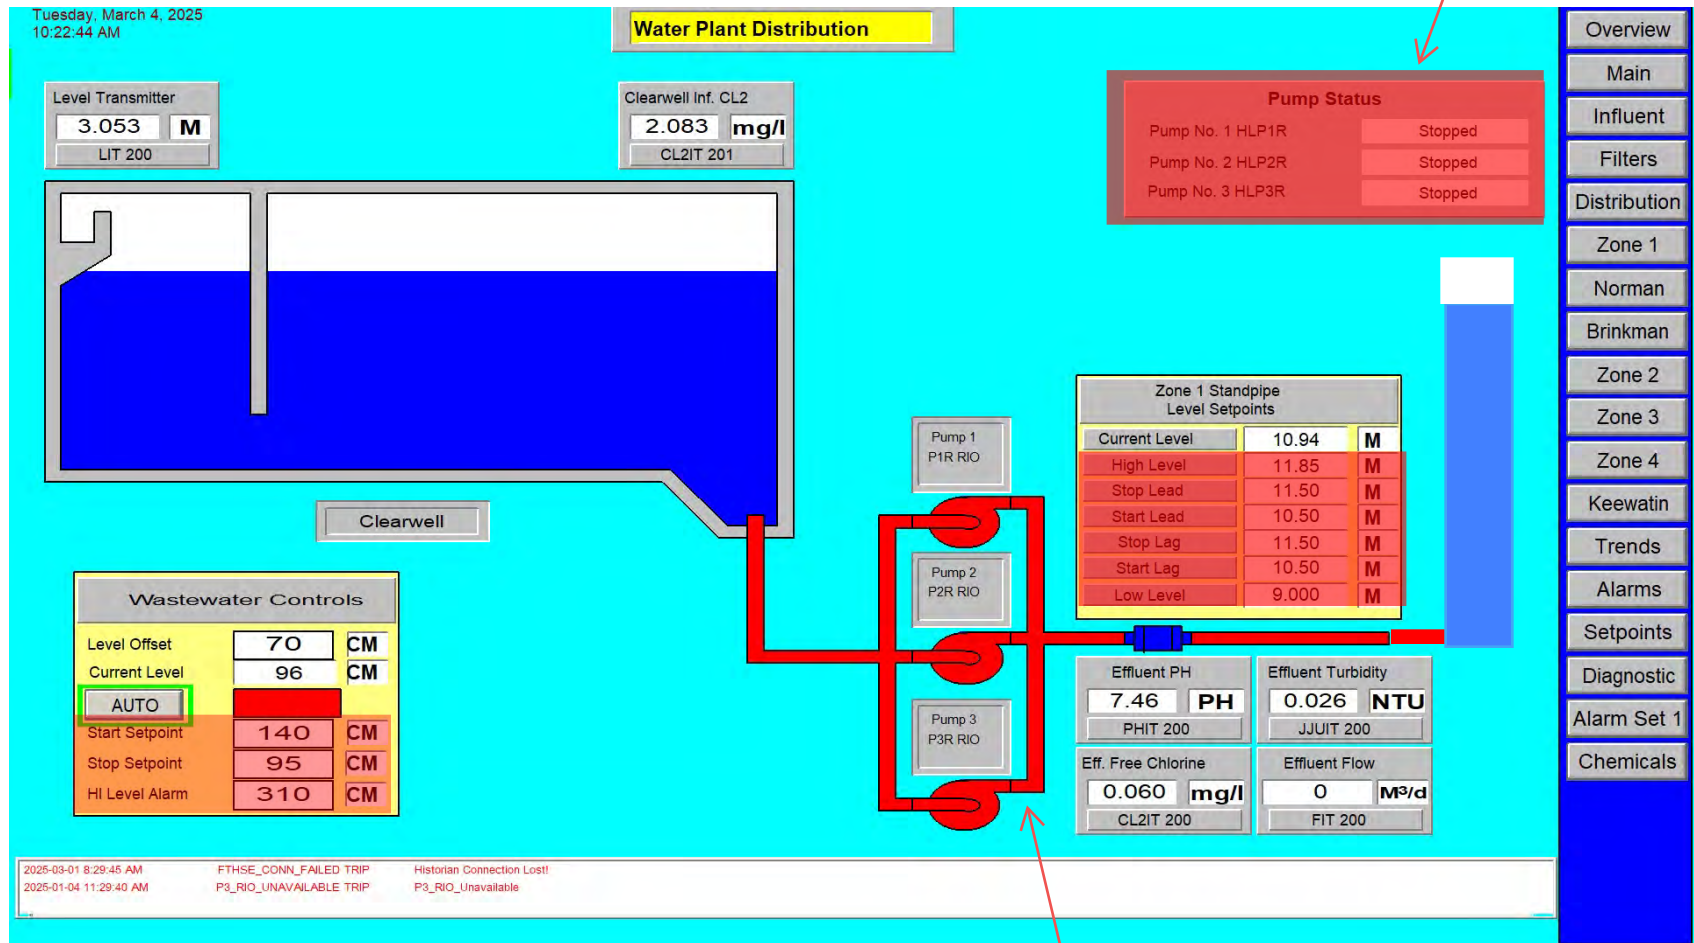 Tuesday, March 4, 2025
10:22:44 AM
Water Plant Distribution
Level Transmitter
3.053 M
LIT 200
Clearwell Inf. CL2
2.083 mg/l
CL2IT 201
Pump Status
Pump No. 1 HLP1R Stopped
Pump No. 2 HLP2R Stopped
Pump No. 3 HLP3R Stopped
Clearwell
Wastewater Controls
Level Offset 70 CM
Current Level 96 CM
AUTO
Start Setpoint 140 CM
Stop Setpoint 95 CM
HI Level Alarm 310 CM
Pump 1
P1R RIO
Pump 2
P2R RIO
Pump 3
P3R RIO
Zone 1 Standpipe
Level Setpoints
Current Level 10.94 M
High Level 11.85 M
Stop Lead 11.50 M
Start Lead 10.50 M
Stop Lag 11.50 M
Start Lag 10.50 M
Low Level 9.000 M
Effluent PH
7.46 PH
PHIT 200
Effluent Turbidity
0.026 NTU
JJUIT 200
Eff. Free Chlorine
0.060 mg/l
CL2IT 200
Effluent Flow
0 M³/d
FIT 200
2025-03-01 8:29:45 AM FTHSE_CONN_FAILED TRIP Historian Connection Lost!
2025-01-04 11:29:40 AM P3_RIO_UNAVAILABLE TRIP P3_RIO_Unavailable
Overview
Main
Influent
Filters
Distribution
Zone 1
Norman
Brinkman
Zone 2
Zone 3
Zone 4
Keewatin
Trends
Alarms
Setpoints
Diagnostic
Alarm Set 1
Chemicals